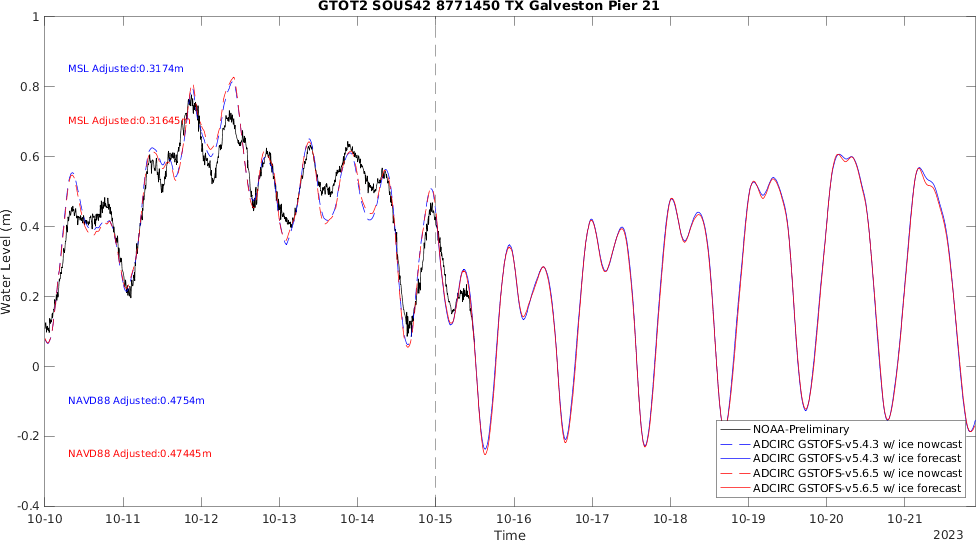 GTOT2 SOUS42 8771450 TX Galveston Pier 21
1
MSL Adjusted:0.3174m
0.8
MSL Adjusted:0.31645m
0.6
0.4
Water Level (m)
0.2
0
NAVD88 Adjusted:0.4754m
-0.2
NAVD88 Adjusted:0.47445m
NOAA-Preliminary
ADCIRC GSTOFS-v5.4.3 w/ ice nowcast
ADCIRC GSTOFS-v5.4.3 w/ ice forecast
ADCIRC GSTOFS-v5.6.5 w/ ice nowcast
ADCIRC GSTOFS-v5.6.5 w/ ice forecast
-0.4
10-10 10-11 10-12 10-13 10-14 10-15 10-16 10-17 10-18 10-19 10-20 10-21
Time
2023